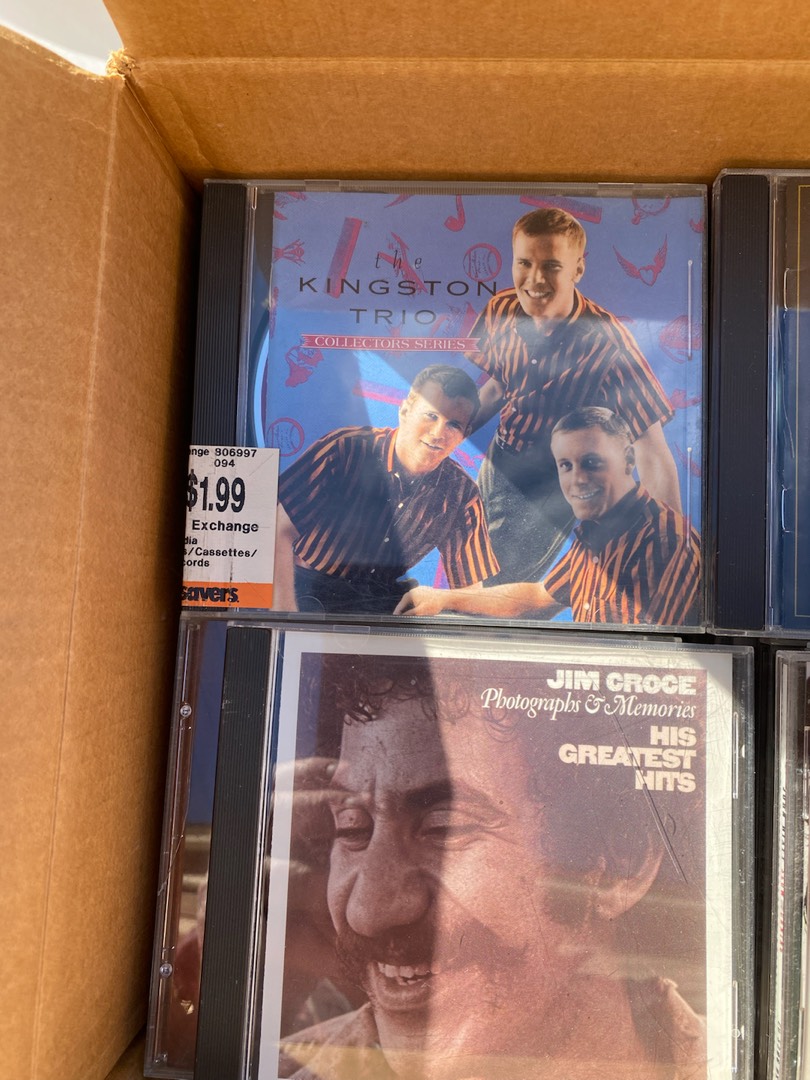 the
KINGSTON
TRIO
COLLECTORS SERIES
nge 806997
094
$1.99
Exchange
dia
s/Cassettes/
cords
savers
JIM CROCE
Photographs & Memories
HIS
GREATEST
HITS